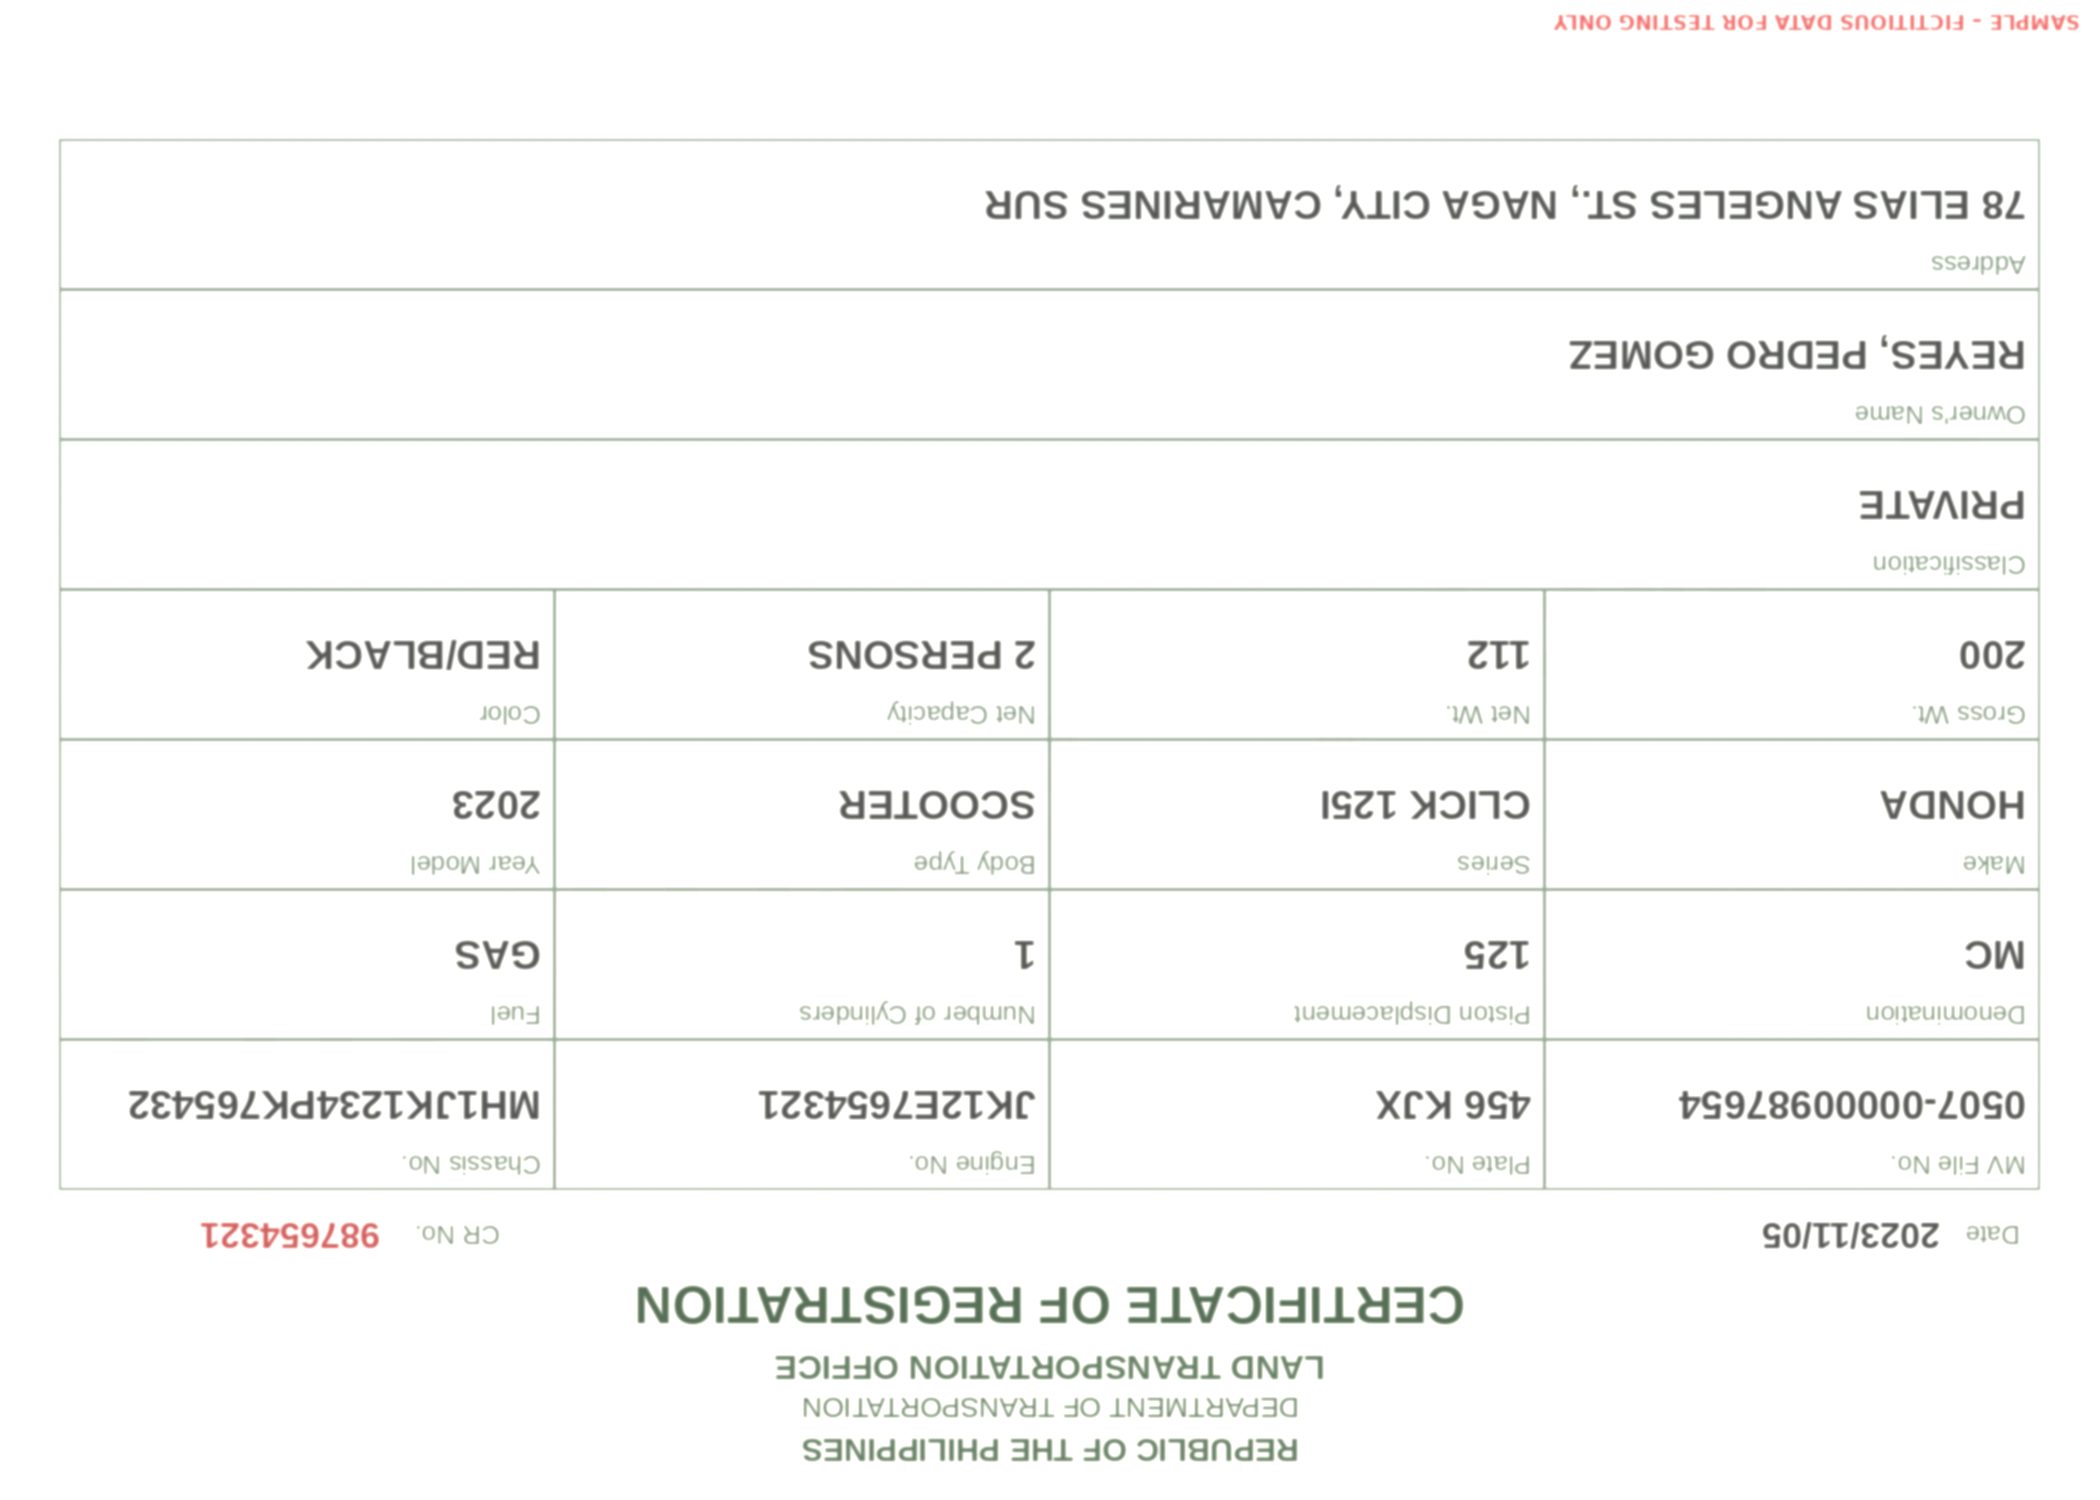 REPUBLIC OF THE PHILIPPINES
DEPARTMENT OF TRANSPORTATION
LAND TRANSPORTATION OFFICE
CERTIFICATE OF REGISTRATION
Date 2023/11/05 CR No. 987654321
MV File No. Plate No. Engine No. Chassis No.
0507-00000987654 456 KJX JK12E7654321 MH1JK1234PK765432
Denomination Piston Displacement Number of Cylinders Fuel
MC 125 1 GAS
Make Series Body Type Year Model
HONDA CLICK 125I SCOOTER 2023
Gross Wt. Net Wt. Net Capacity Color
200 112 2 PERSONS RED/BLACK
Classification
PRIVATE
Owner's Name
REYES, PEDRO GOMEZ
Address
78 ELIAS ANGELES ST., NAGA CITY, CAMARINES SUR
SAMPLE - FICTITIOUS DATA FOR TESTING ONLY